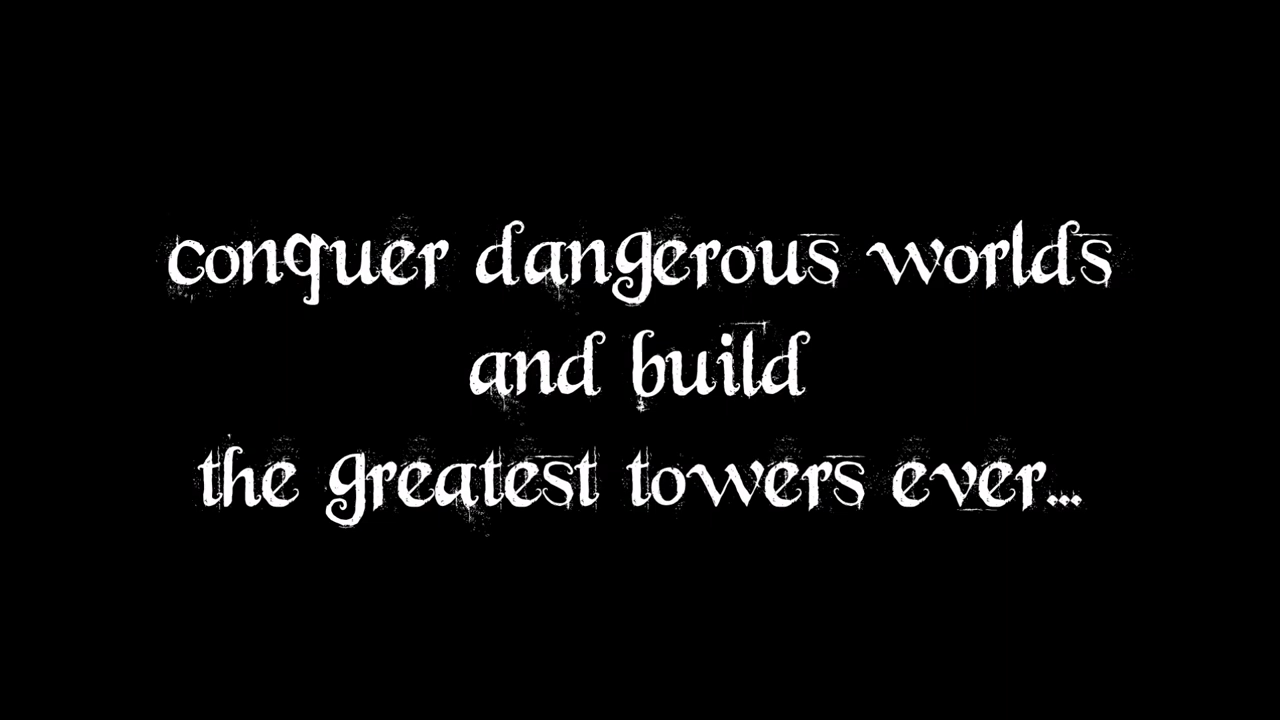 conquer dangerous worlds
and build
the greatest towers ever...